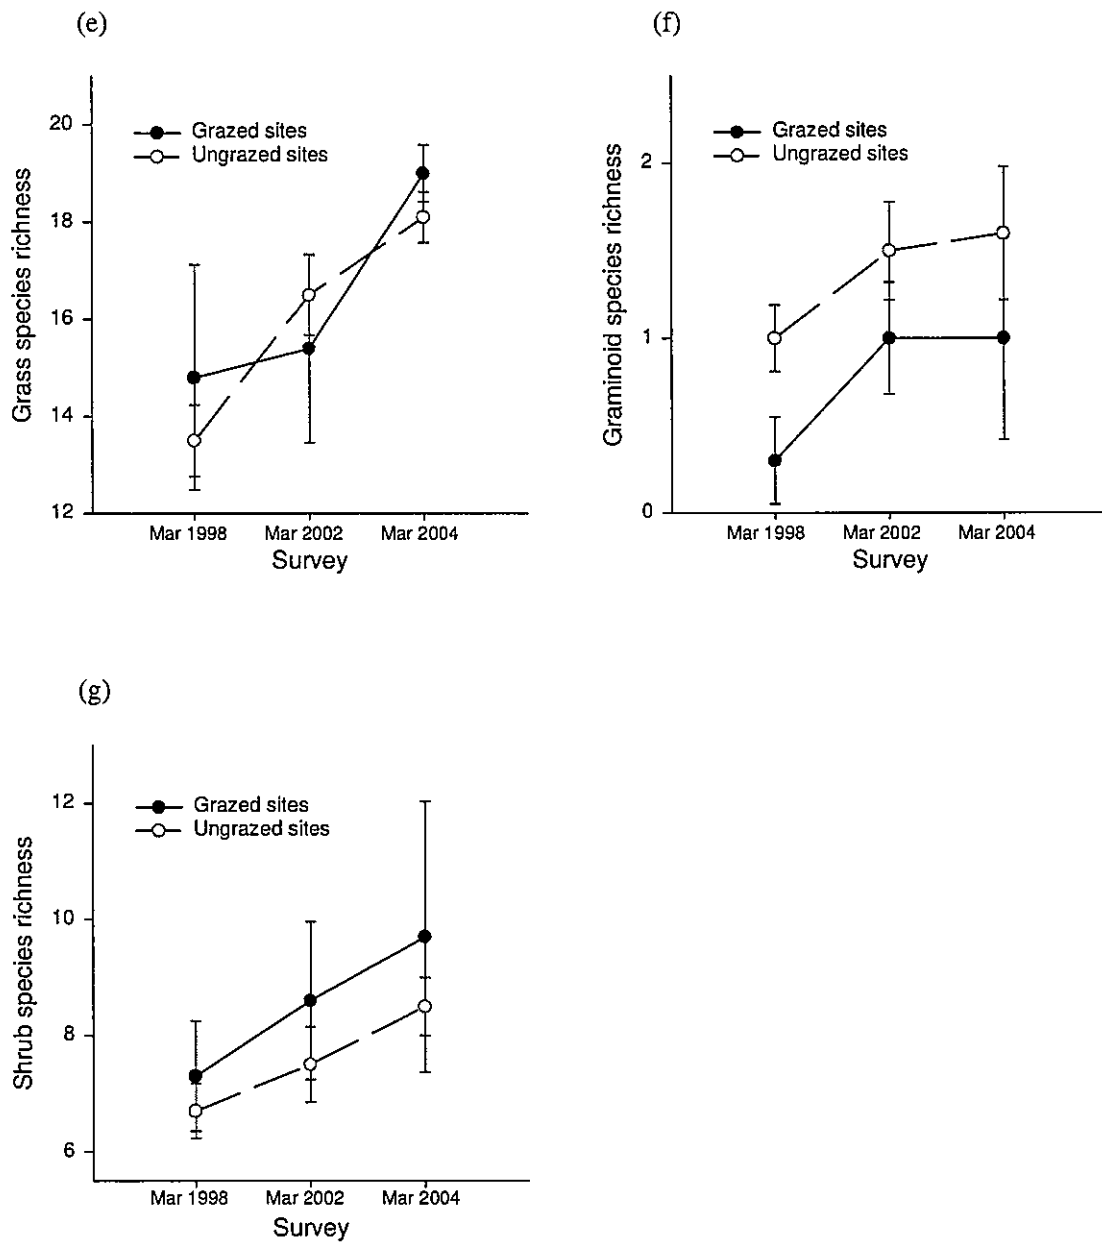 (e)
Grass species richness
20
18
16
14
12
Grazed sites
Ungrazed sites
Mar 1998 Mar 2002 Mar 2004
Survey
(f)
Graminoid species richness
2
1
0
Grazed sites
Ungrazed sites
Mar 1998 Mar 2002 Mar 2004
Survey
(g)
Shrub species richness
12
10
8
6
Grazed sites
Ungrazed sites
Mar 1998 Mar 2002 Mar 2004
Survey